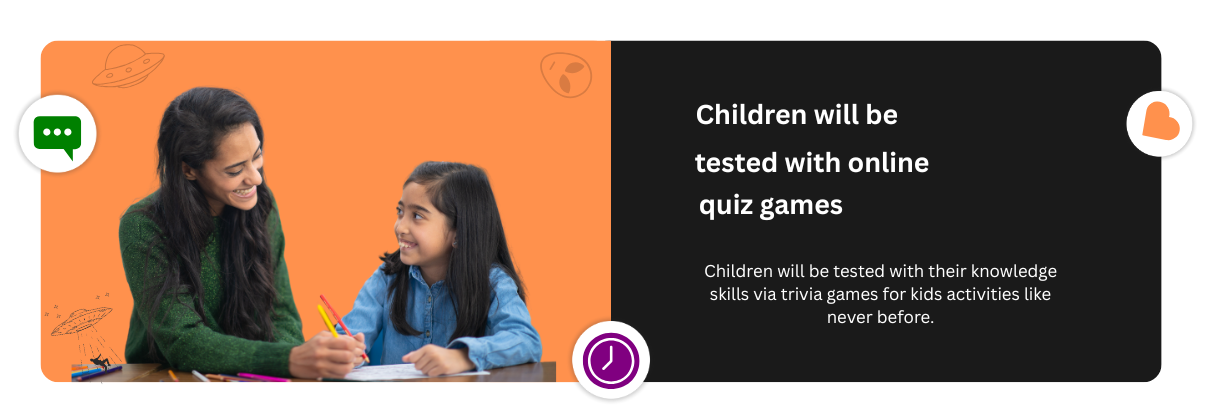 Children will be
tested with online
quiz games
Children will be tested with their knowledge
skills via trivia games for kids activities like
never before.